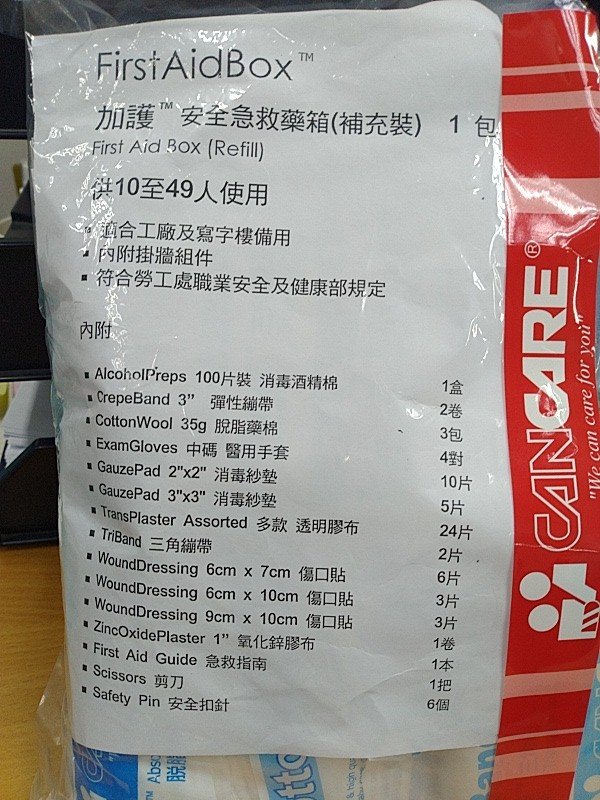 FirstAidBox™
加護™ 安全急救藥箱(補充裝) 1 包
First Aid Box (Refill)
供10至49人使用
▪ 適合工廠及寫字樓備用
▪ 內附掛牆組件
▪ 符合勞工處職業安全及健康部規定
內附
▪ AlcoholPreps 100片裝 消毒酒精棉 1盒
▪ CrepeBand 3” 彈性繃帶 2卷
▪ CottonWool 35g 脫脂藥棉 3包
▪ ExamGloves 中碼 醫用手套 4對
▪ GauzePad 2"x2" 消毒紗墊 10片
▪ GauzePad 3"x3" 消毒紗墊 5片
▪ TransPlaster Assorted 多款 透明膠布 24片
▪ TriBand 三角繃帶 2片
▪ WoundDressing 6cm x 7cm 傷口貼 6片
▪ WoundDressing 6cm x 10cm 傷口貼 3片
▪ WoundDressing 9cm x 10cm 傷口貼 3片
▪ ZincOxidePlaster 1” 氧化鋅膠布 1卷
▪ First Aid Guide 急救指南 1本
▪ Scissors 剪刀 1把
▪ Safety Pin 安全扣針 6個
CANCARE®
"We can care for you"